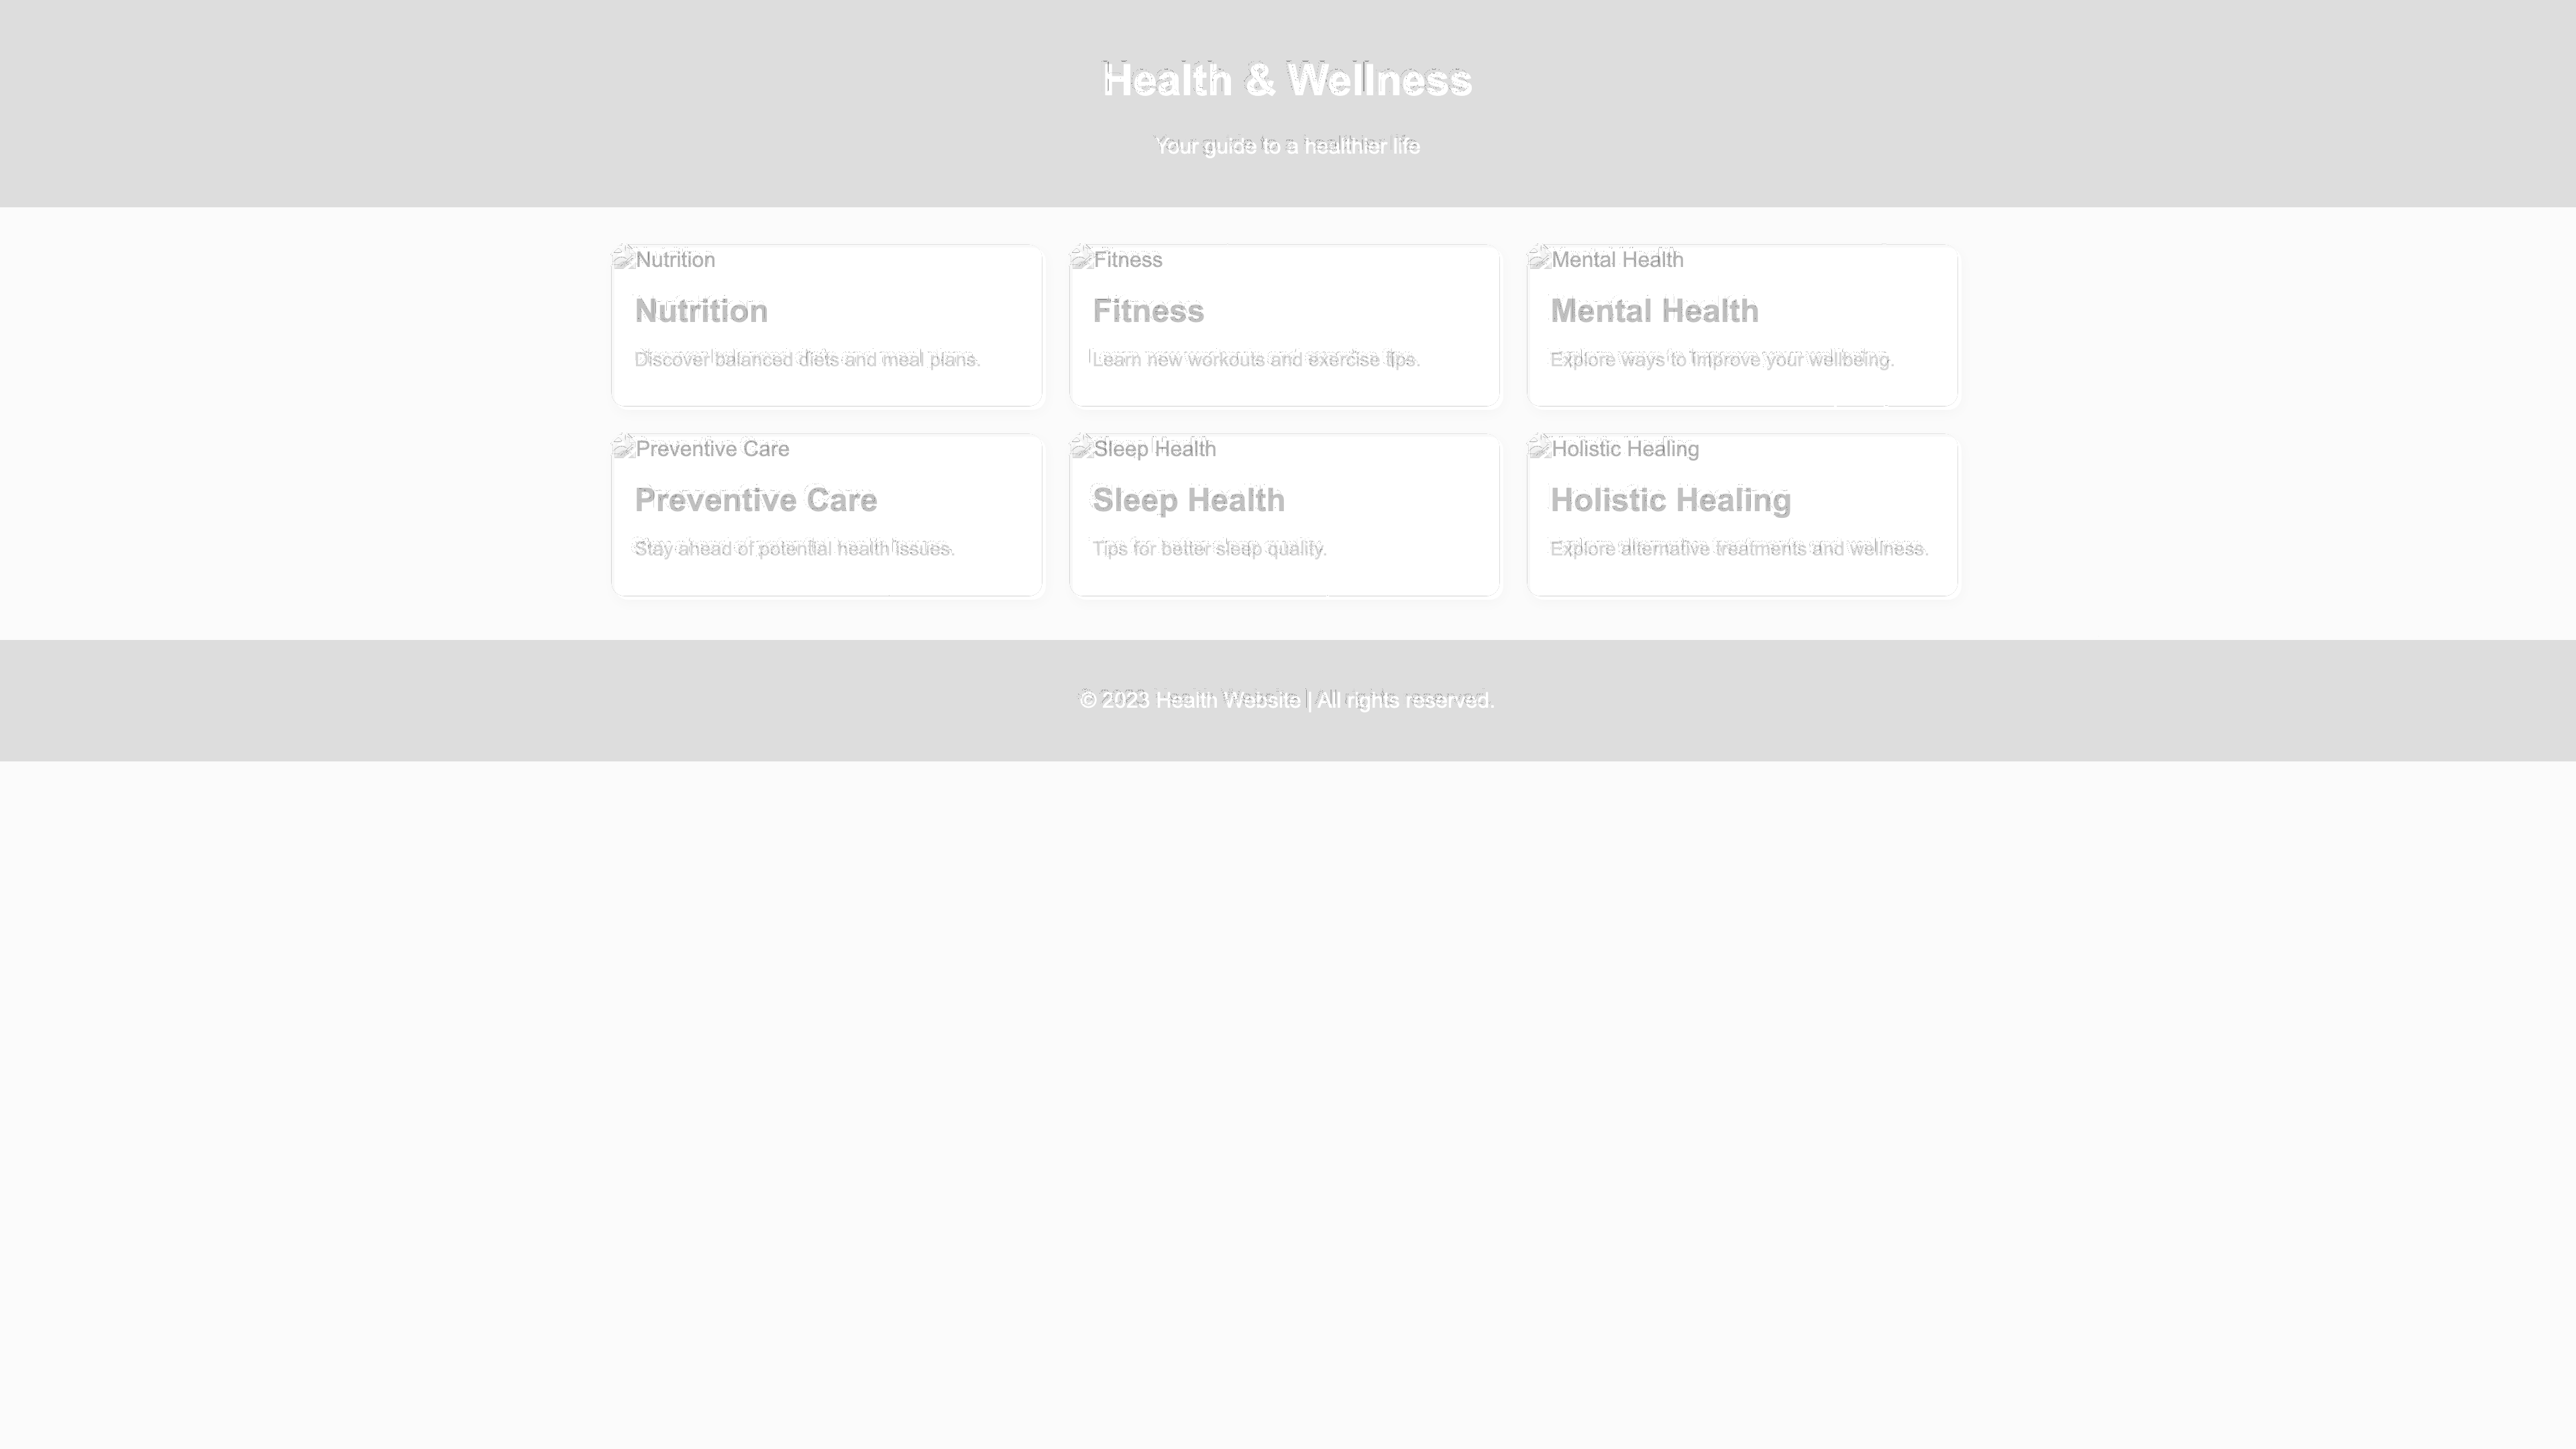 Health & Wellness
Your guide to a healthier life
Nutrition
Nutrition
Discover balanced diets and meal plans.
Fitness
Fitness
Learn new workouts and exercise tips.
Mental Health
Mental Health
Explore ways to improve your wellbeing.
Preventive Care
Preventive Care
Stay ahead of potential health issues.
Sleep Health
Sleep Health
Tips for better sleep quality.
Holistic Healing
Holistic Healing
Explore alternative treatments and wellness.
© 2023 Health Website | All rights reserved.